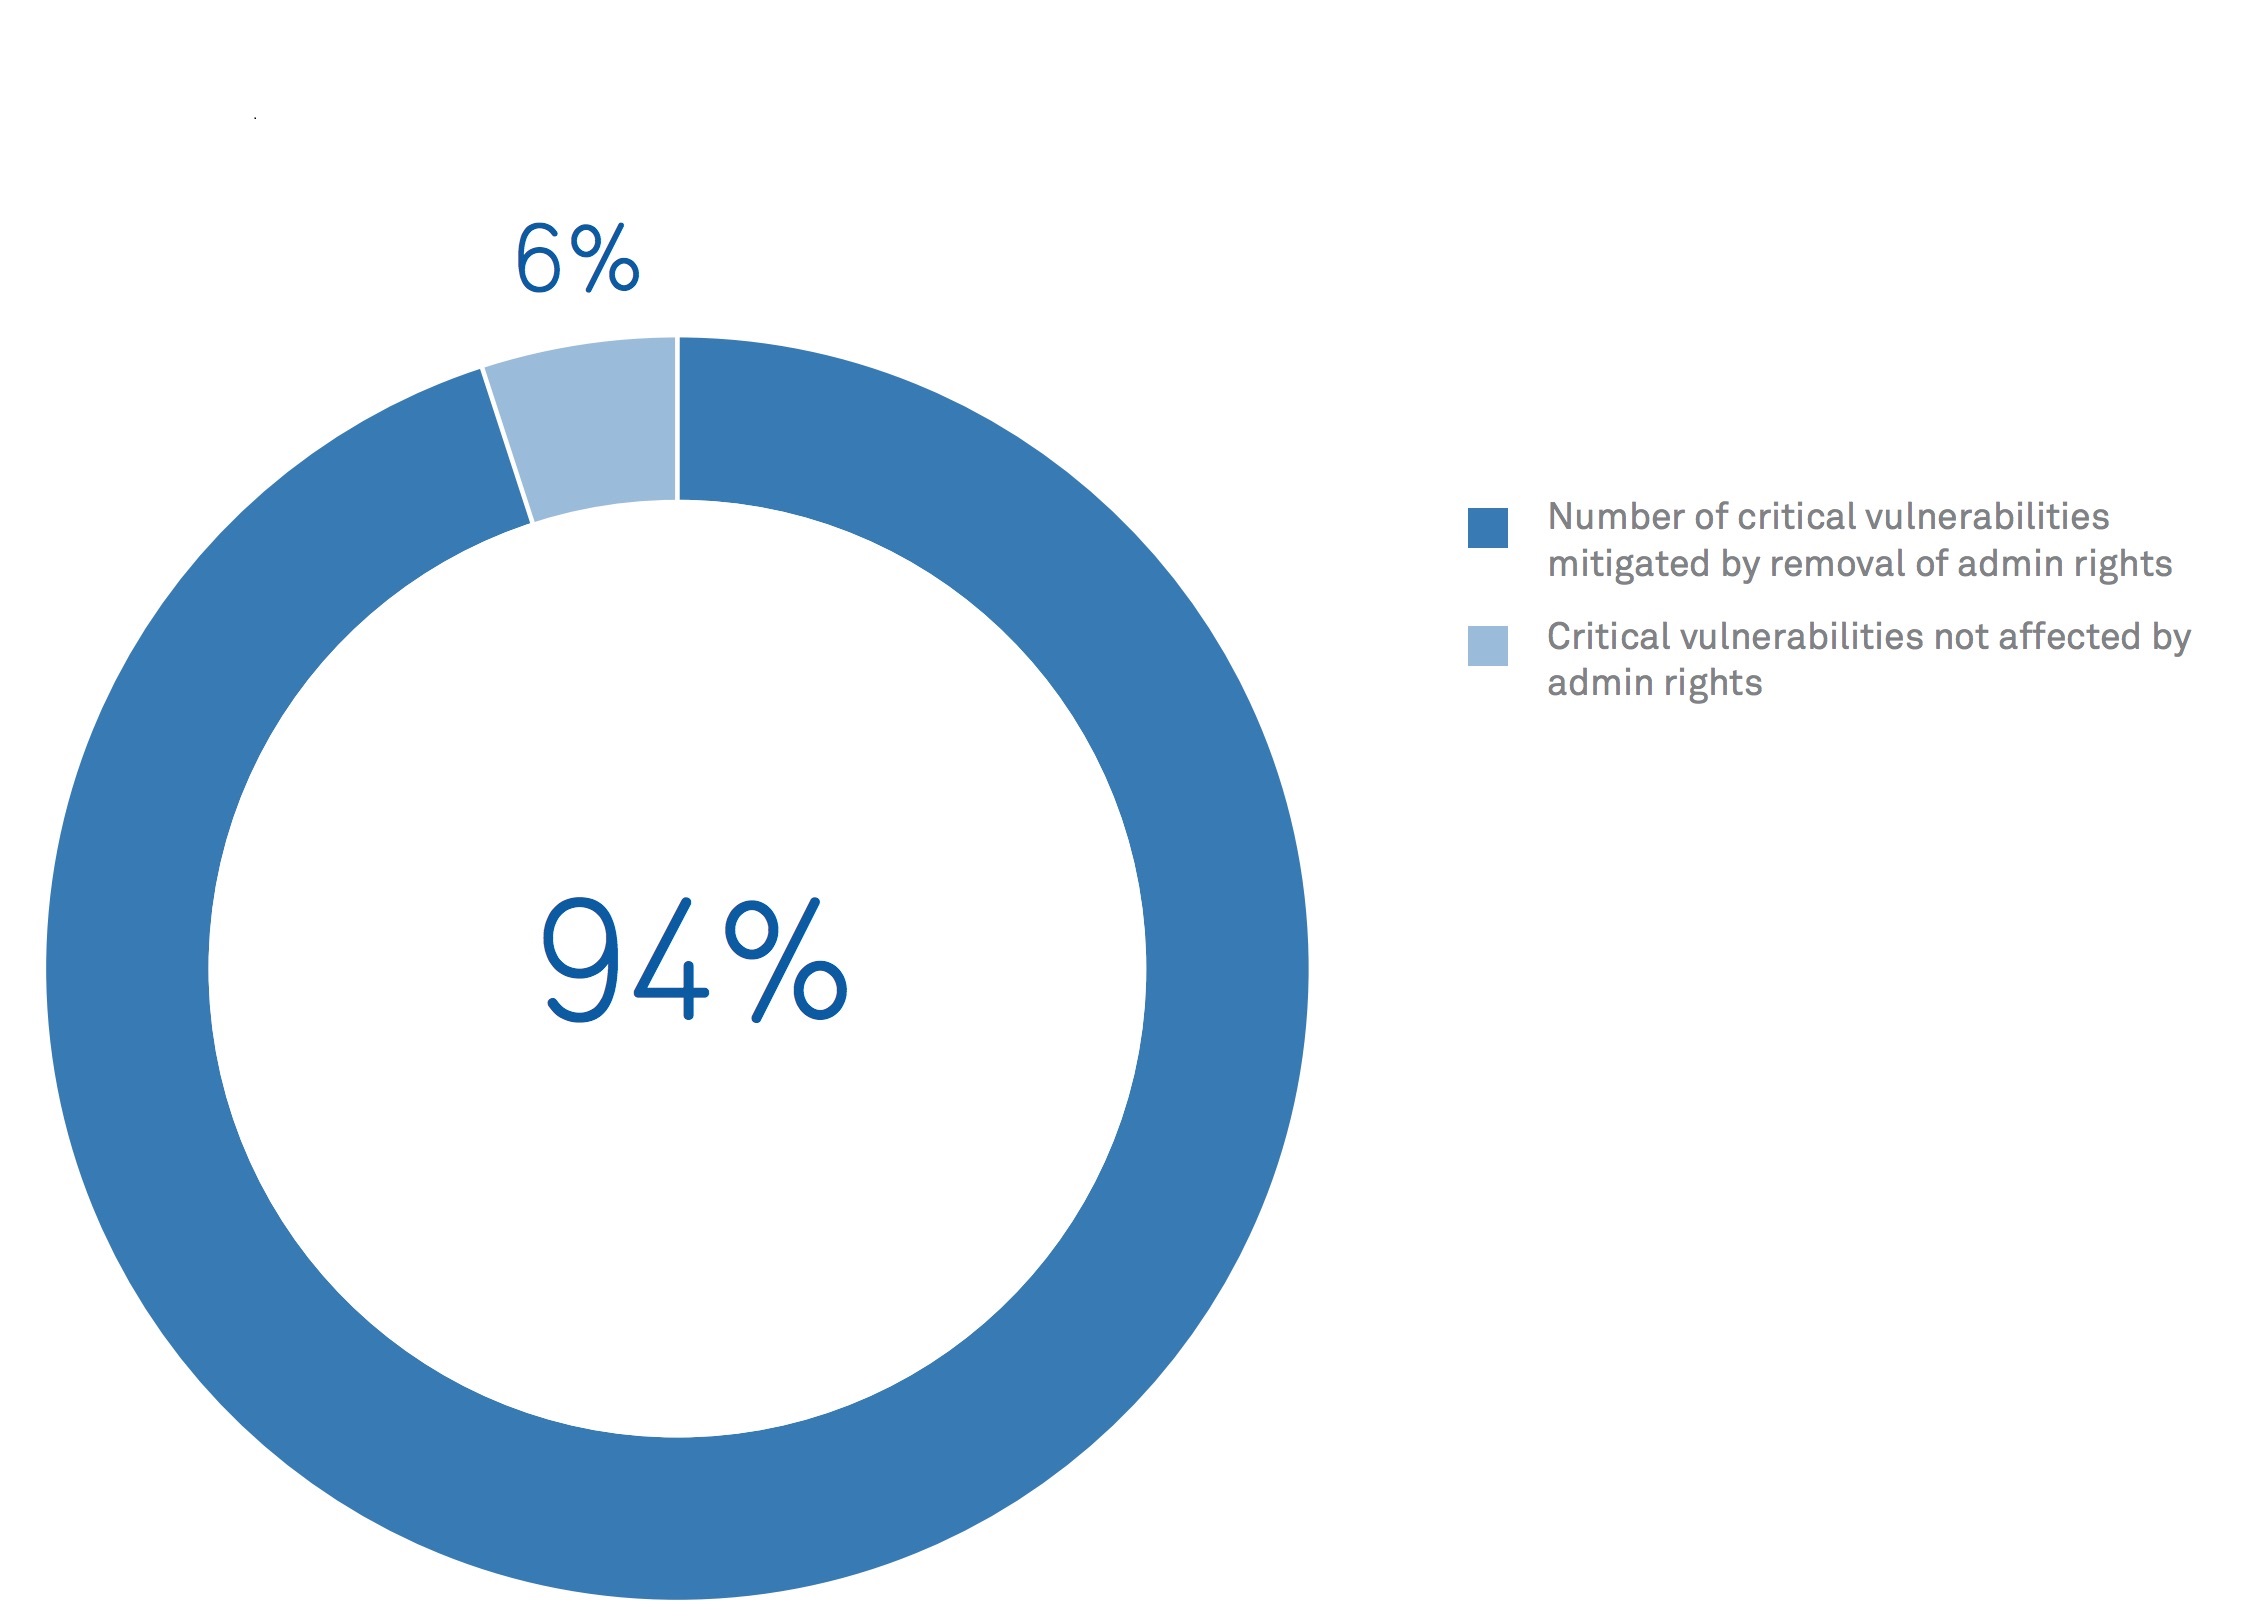 6%
94%
Number of critical vulnerabilities
mitigated by removal of admin rights
Critical vulnerabilities not affected by
admin rights